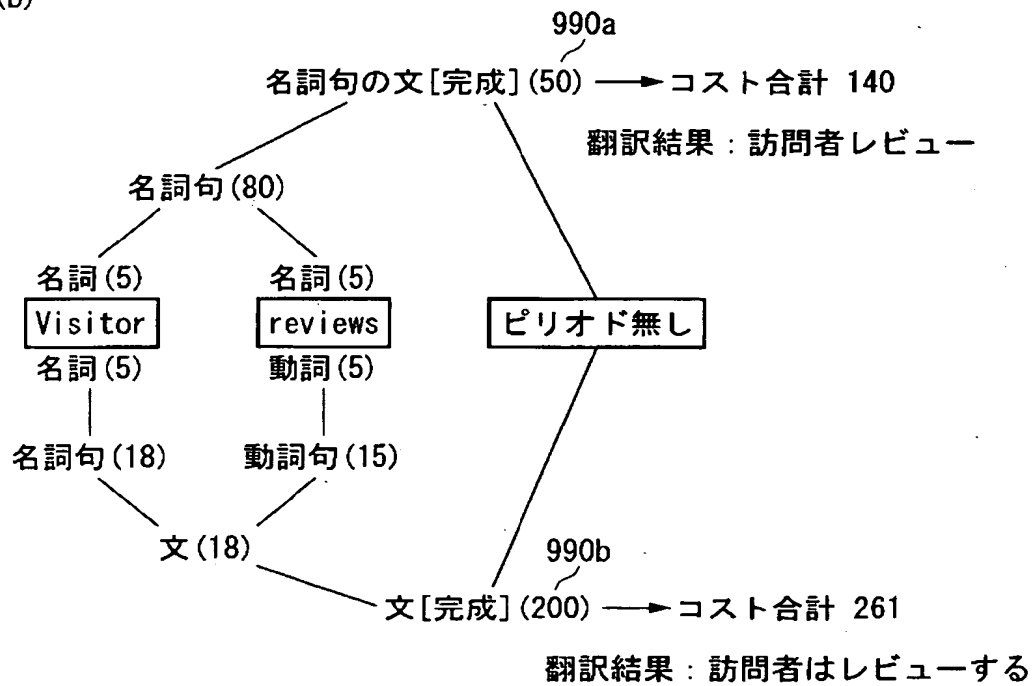 (b)
990a
名詞句の文[完成](50) → コスト合計 140
翻訳結果：訪問者レビュー
名詞句(80)
名詞(5) 名詞(5)
Visitor reviews ピリオド無し
名詞(5) 動詞(5)
名詞句(18) 動詞句(15)
文(18)
990b
文[完成](200) → コスト合計 261
翻訳結果：訪問者はレビューする